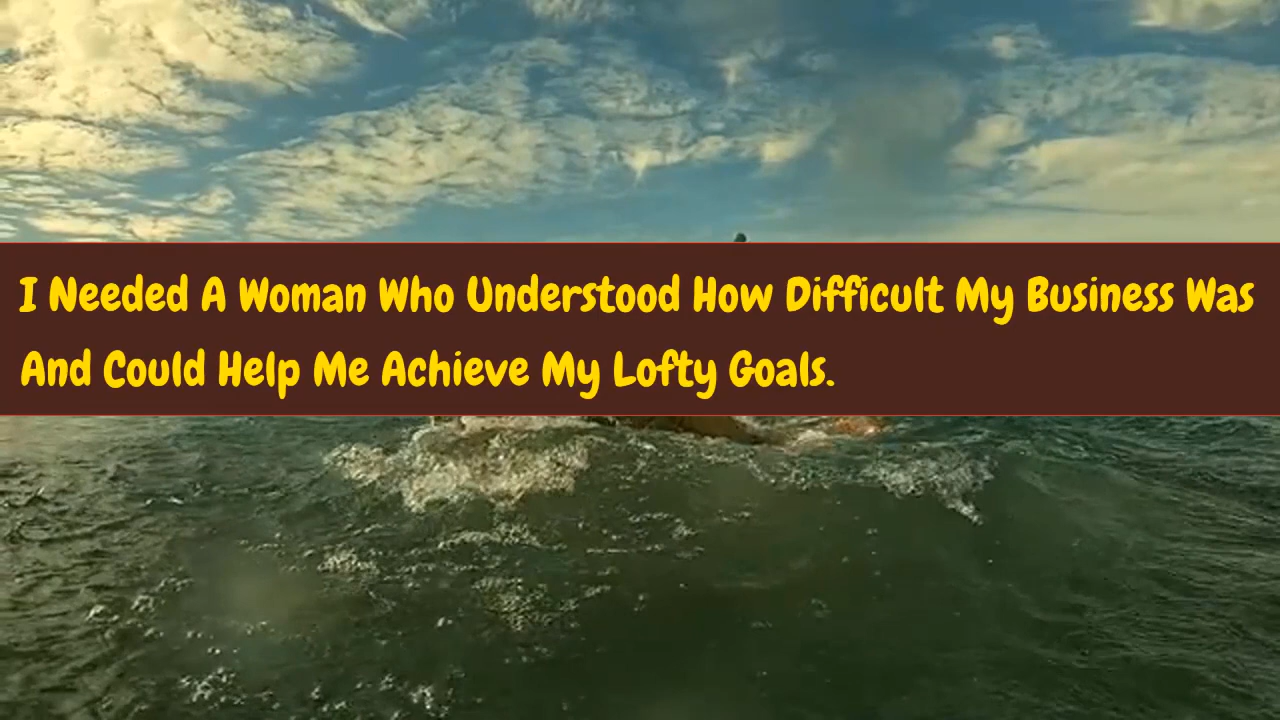 I Needed A Woman Who Understood How Difficult My Business Was
And Could Help Me Achieve My Lofty Goals.